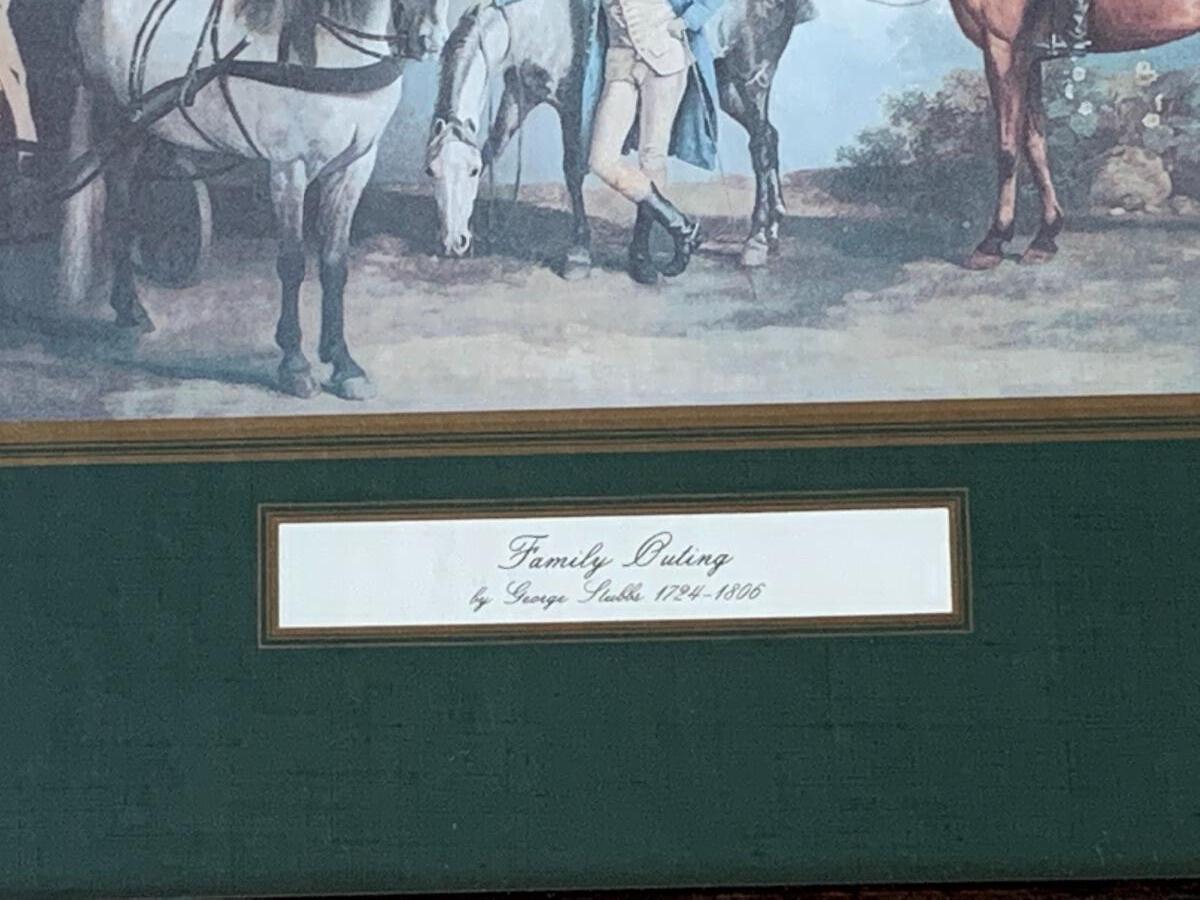 Family Outing
by George Stubbs 1724-1806